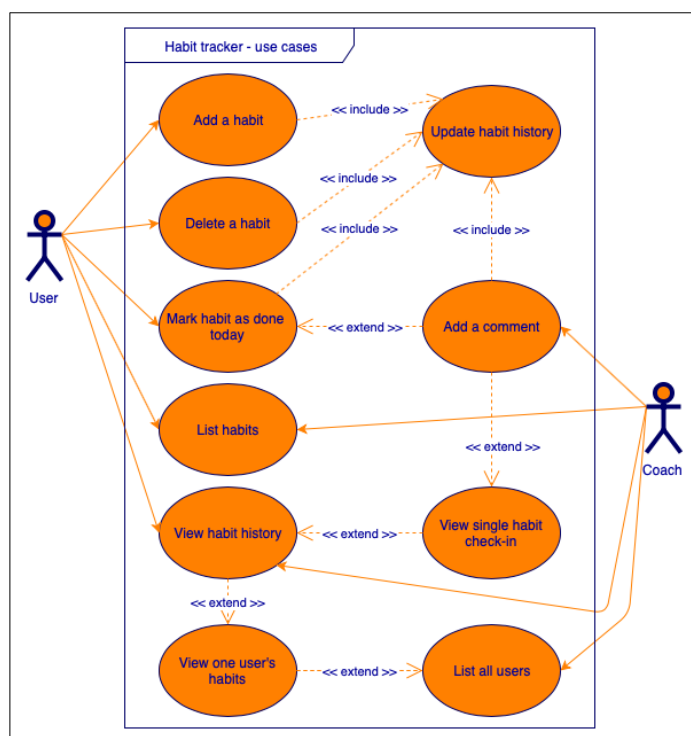 Habit tracker - use cases
Add a habit
<< include >>
Update habit history
<< include >>
Delete a habit
<< include >>
<< include >>
User
Mark habit as done
today
<< extend >>
Add a comment
List habits
<< extend >>
Coach
View habit history
<< extend >>
View single habit
check-in
<< extend >>
View one user's
habits
<< extend >>
List all users